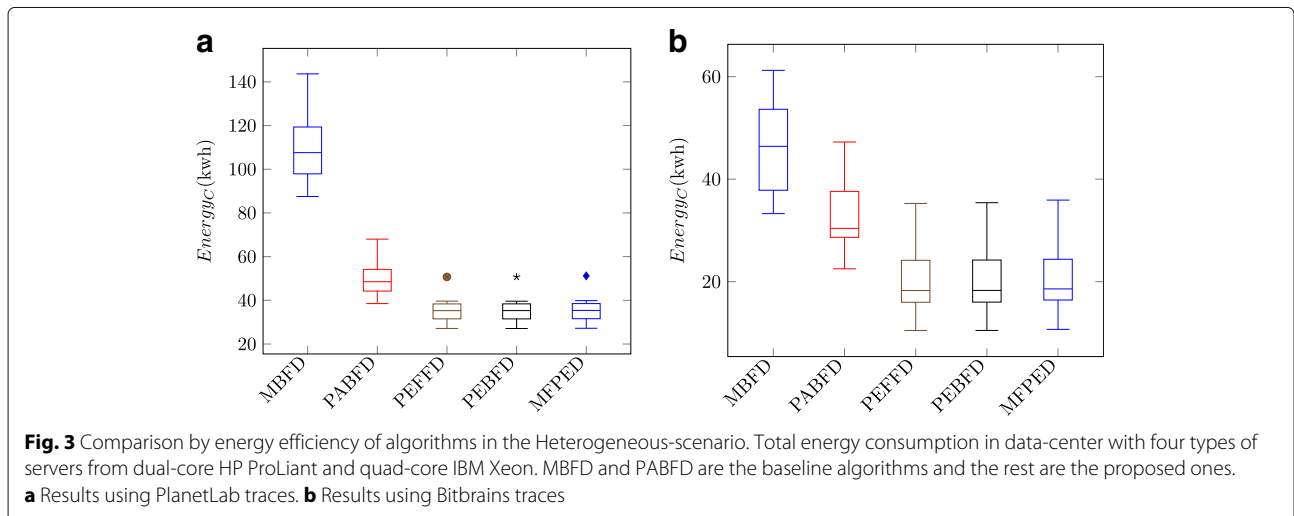 a
140
120
100
80
60
40
20
Energy_C (kwh)
MBFD
PABFD
PEFFD
PEBFD
MFPED
b
60
40
20
Energy_C (kwh)
MBFD
PABFD
PEFFD
PEBFD
MFPED
Fig. 3 Comparison by energy efficiency of algorithms in the Heterogeneous-scenario. Total energy consumption in data-center with four types of
servers from dual-core HP ProLiant and quad-core IBM Xeon. MBFD and PABFD are the baseline algorithms and the rest are the proposed ones.
a Results using PlanetLab traces. b Results using Bitbrains traces